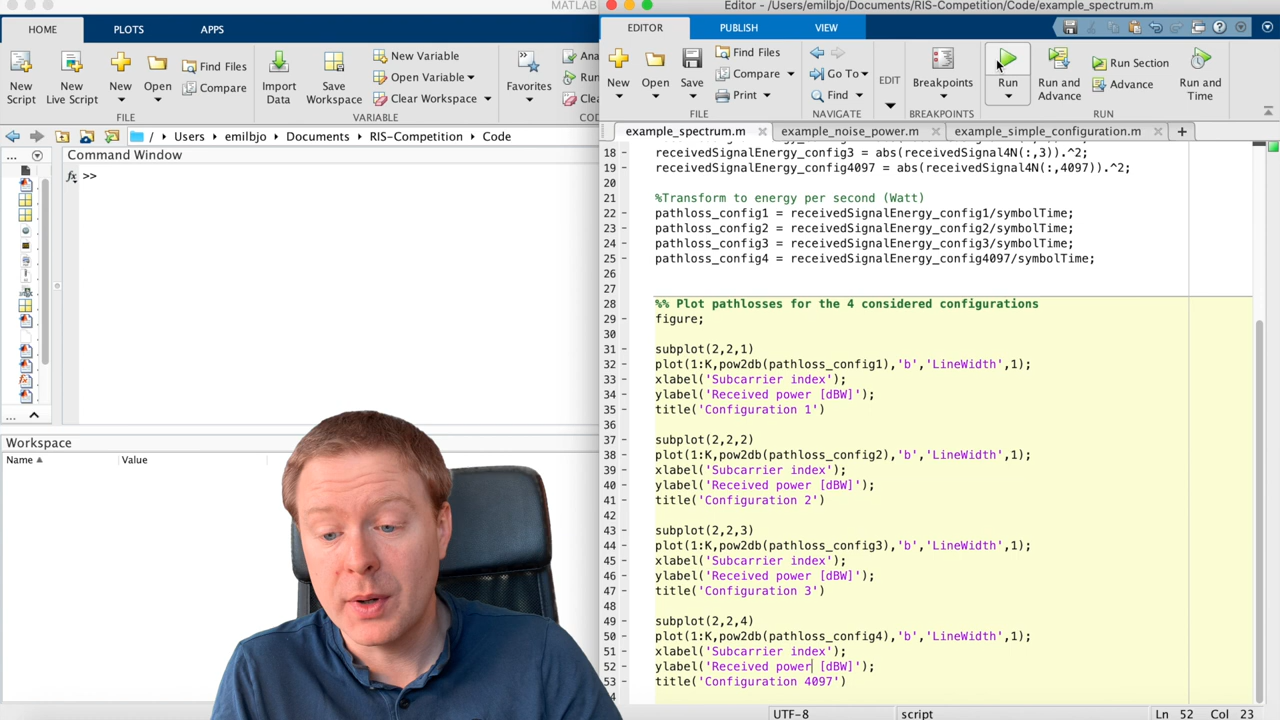 MATLAB
HOME
PLOTS
APPS
New Script
New Live Script
New
Open
Find Files
Compare
Import Data
Save Workspace
New Variable
Open Variable
Clear Workspace
Favorites
FILE
VARIABLE
/ Users emilbjo Documents RIS-Competition Code
...
Command Window
fx >>
...
Workspace
Name
Value
Editor - /Users/emilbjo/Documents/RIS-Competition/Code/example_spectrum.m
EDITOR
PUBLISH
VIEW
New
Open
Save
Find Files
Compare
Print
Go To
Find
EDIT
Breakpoints
Run
Run and Advance
Run Section
Advance
Run and Time
FILE
NAVIGATE
BREAKPOINTS
RUN
example_spectrum.m
example_noise_power.m
example_simple_configuration.m
18 receivedSignalEnergy_config3 = abs(receivedSignal4N(:,3)).^2;
19 receivedSignalEnergy_config4097 = abs(receivedSignal4N(:,4097)).^2;
20
21 %Transform to energy per second (Watt)
22 pathloss_config1 = receivedSignalEnergy_config1/symbolTime;
23 pathloss_config2 = receivedSignalEnergy_config2/symbolTime;
24 pathloss_config3 = receivedSignalEnergy_config3/symbolTime;
25 pathloss_config4 = receivedSignalEnergy_config4097/symbolTime;
26
27
28 %% Plot pathlosses for the 4 considered configurations
29 figure;
30
31 subplot(2,2,1)
32 plot(1:K,pow2db(pathloss_config1),'b','LineWidth',1);
33 xlabel('Subcarrier index');
34 ylabel('Received power [dBW]');
35 title('Configuration 1')
36
37 subplot(2,2,2)
38 plot(1:K,pow2db(pathloss_config2),'b','LineWidth',1);
39 xlabel('Subcarrier index');
40 ylabel('Received power [dBW]');
41 title('Configuration 2')
42
43 subplot(2,2,3)
44 plot(1:K,pow2db(pathloss_config3),'b','LineWidth',1);
45 xlabel('Subcarrier index');
46 ylabel('Received power [dBW]');
47 title('Configuration 3')
48
49 subplot(2,2,4)
50 plot(1:K,pow2db(pathloss_config4),'b','LineWidth',1);
51 xlabel('Subcarrier index');
52 ylabel('Received power [dBW]');
53 title('Configuration 4097')
UTF-8
script
Ln 52 Col 23